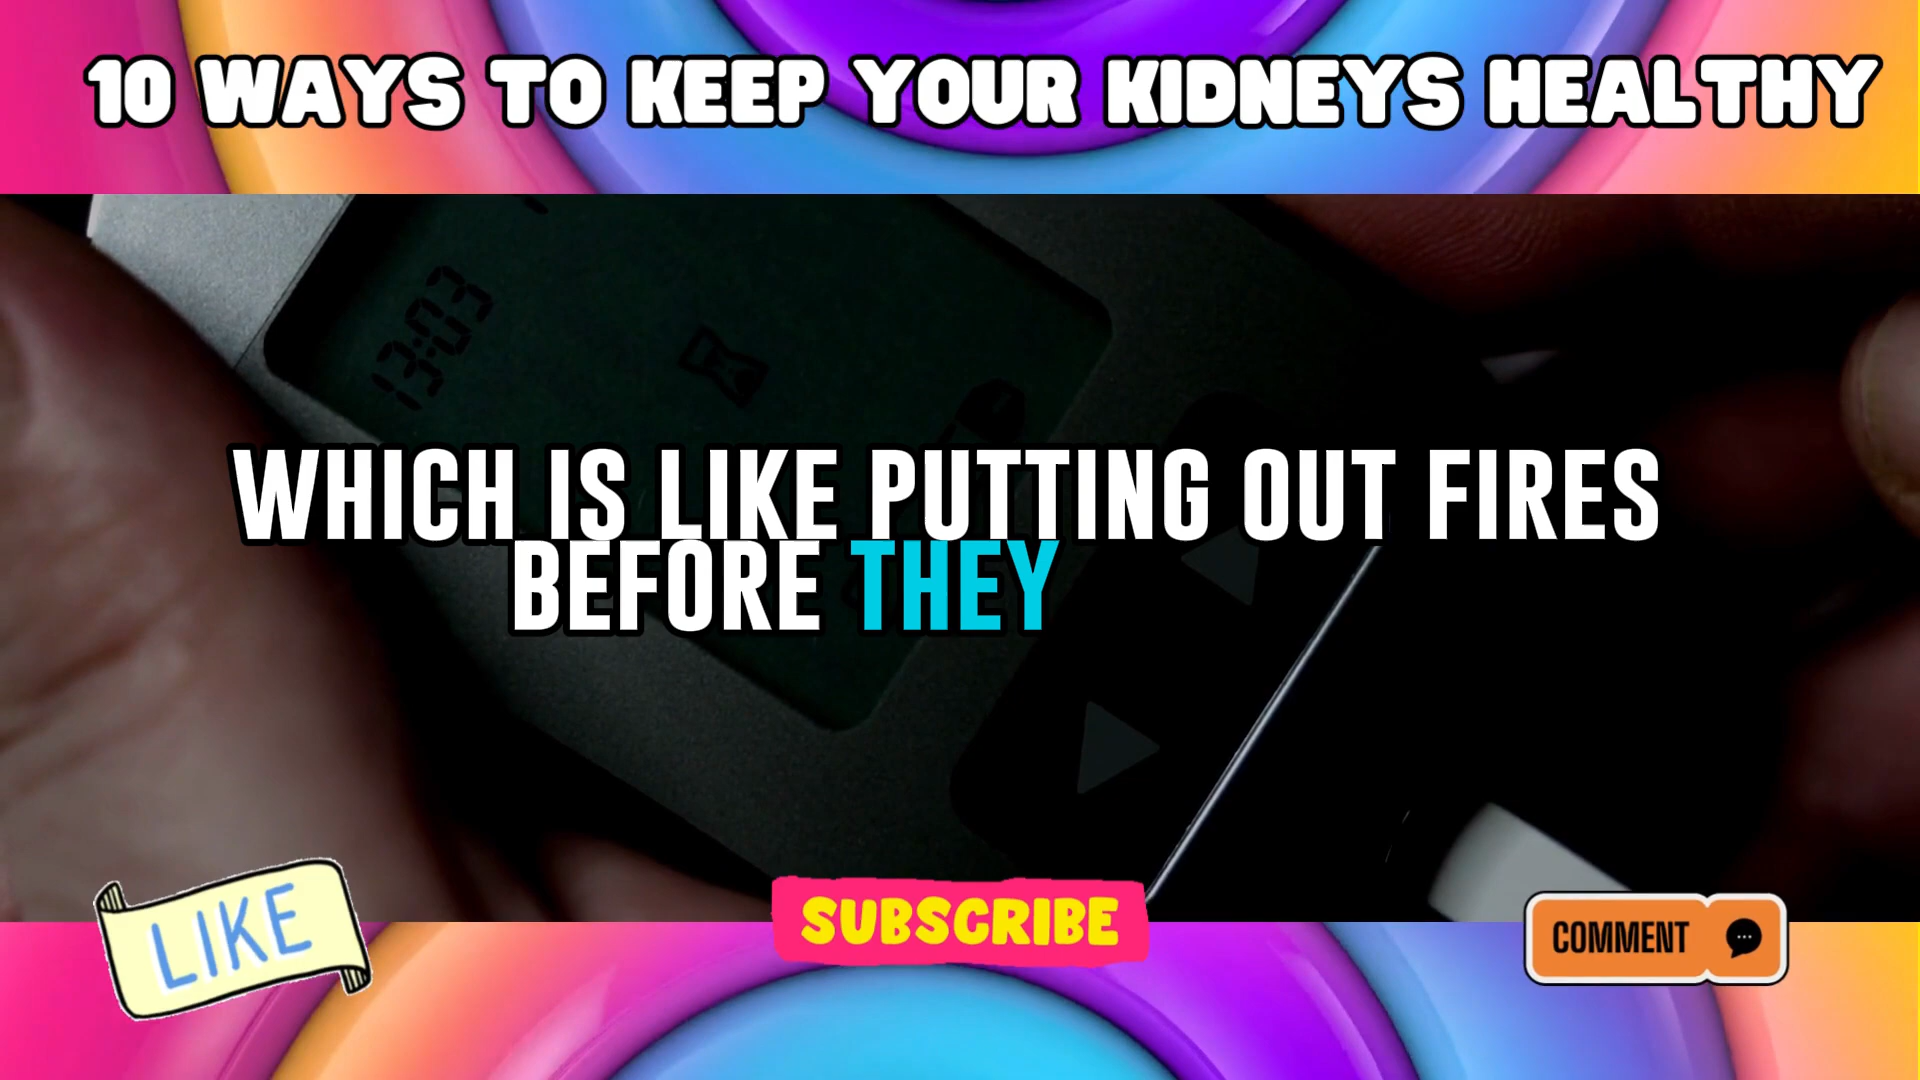 10 WAYS TO KEEP YOUR KIDNEYS HEALTHY
13:03
WHICH IS LIKE PUTTING OUT FIRES
BEFORE THEY
LIKE
SUBSCRIBE
COMMENT